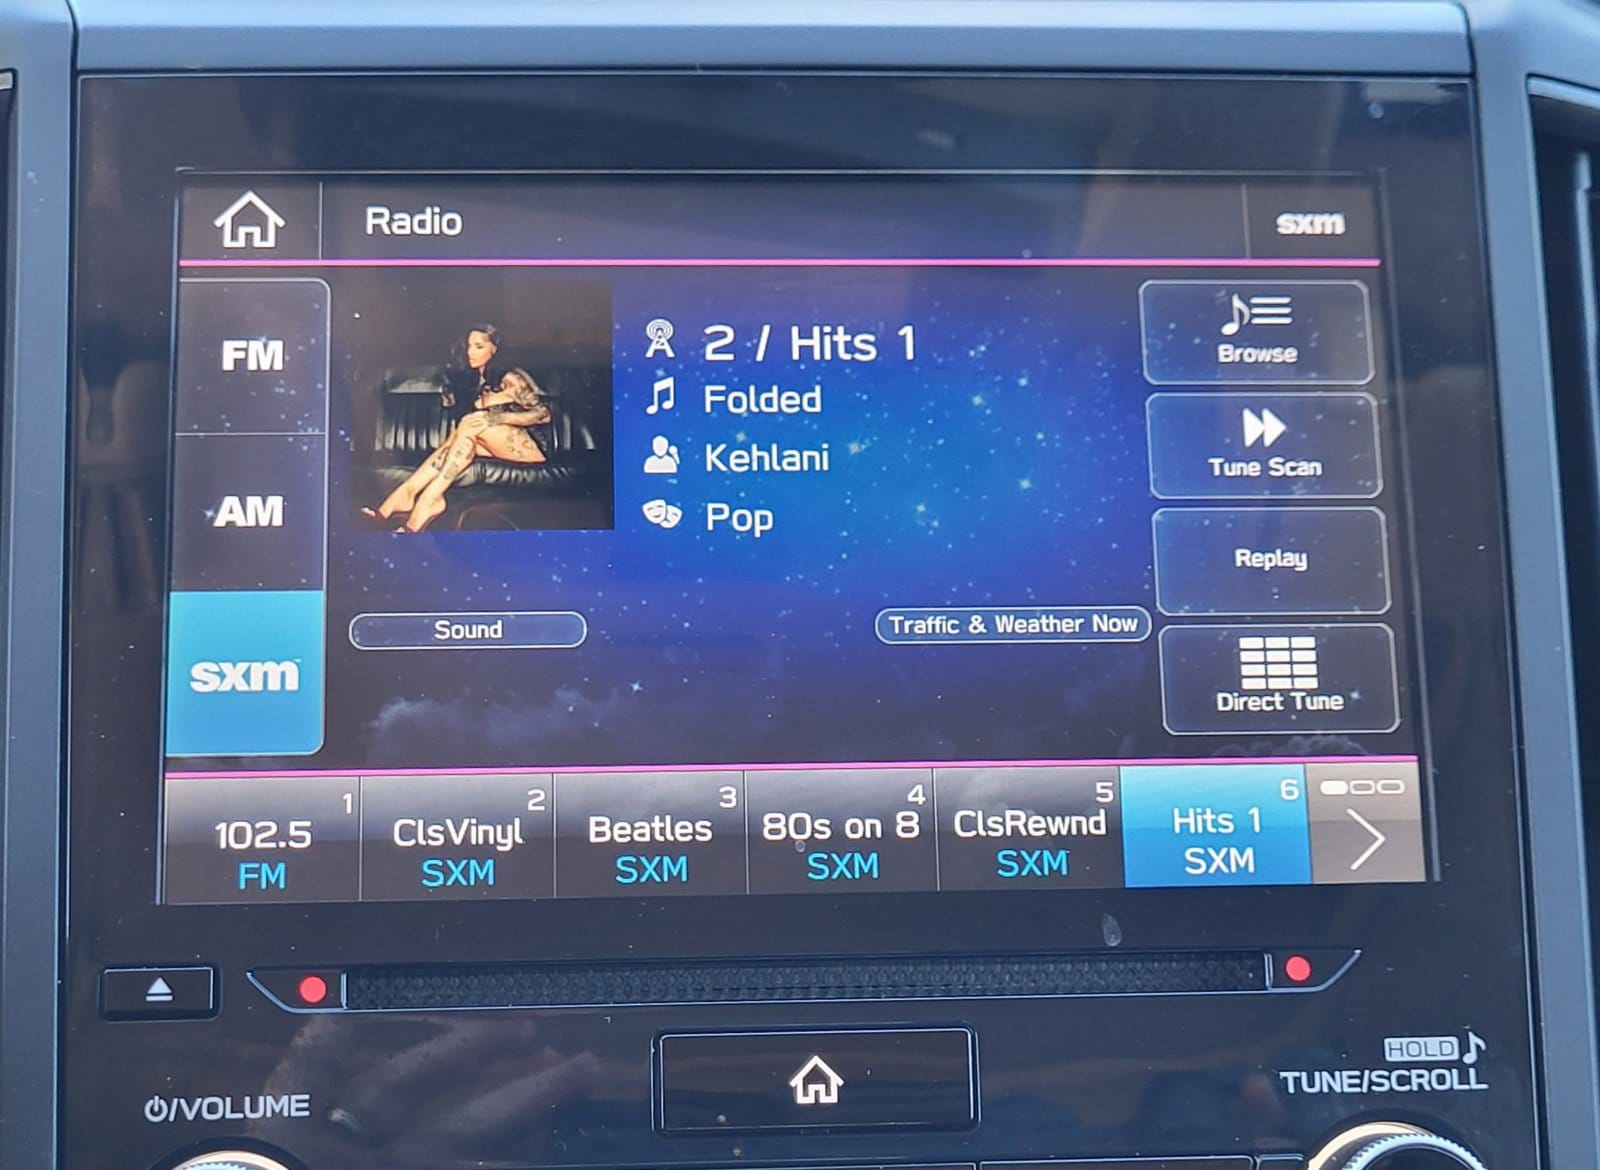 Radio
sxm
FM
AM
sxm
2 / Hits 1
Folded
Kehlani
Pop
Sound
Traffic & Weather Now
Browse
Tune Scan
Replay
Direct Tune
1
102.5
FM
2
ClsVinyl
SXM
3
Beatles
SXM
4
80s on 8
SXM
5
ClsRewnd
SXM
6
Hits 1
SXM
/VOLUME
HOLD
TUNE/SCROLL